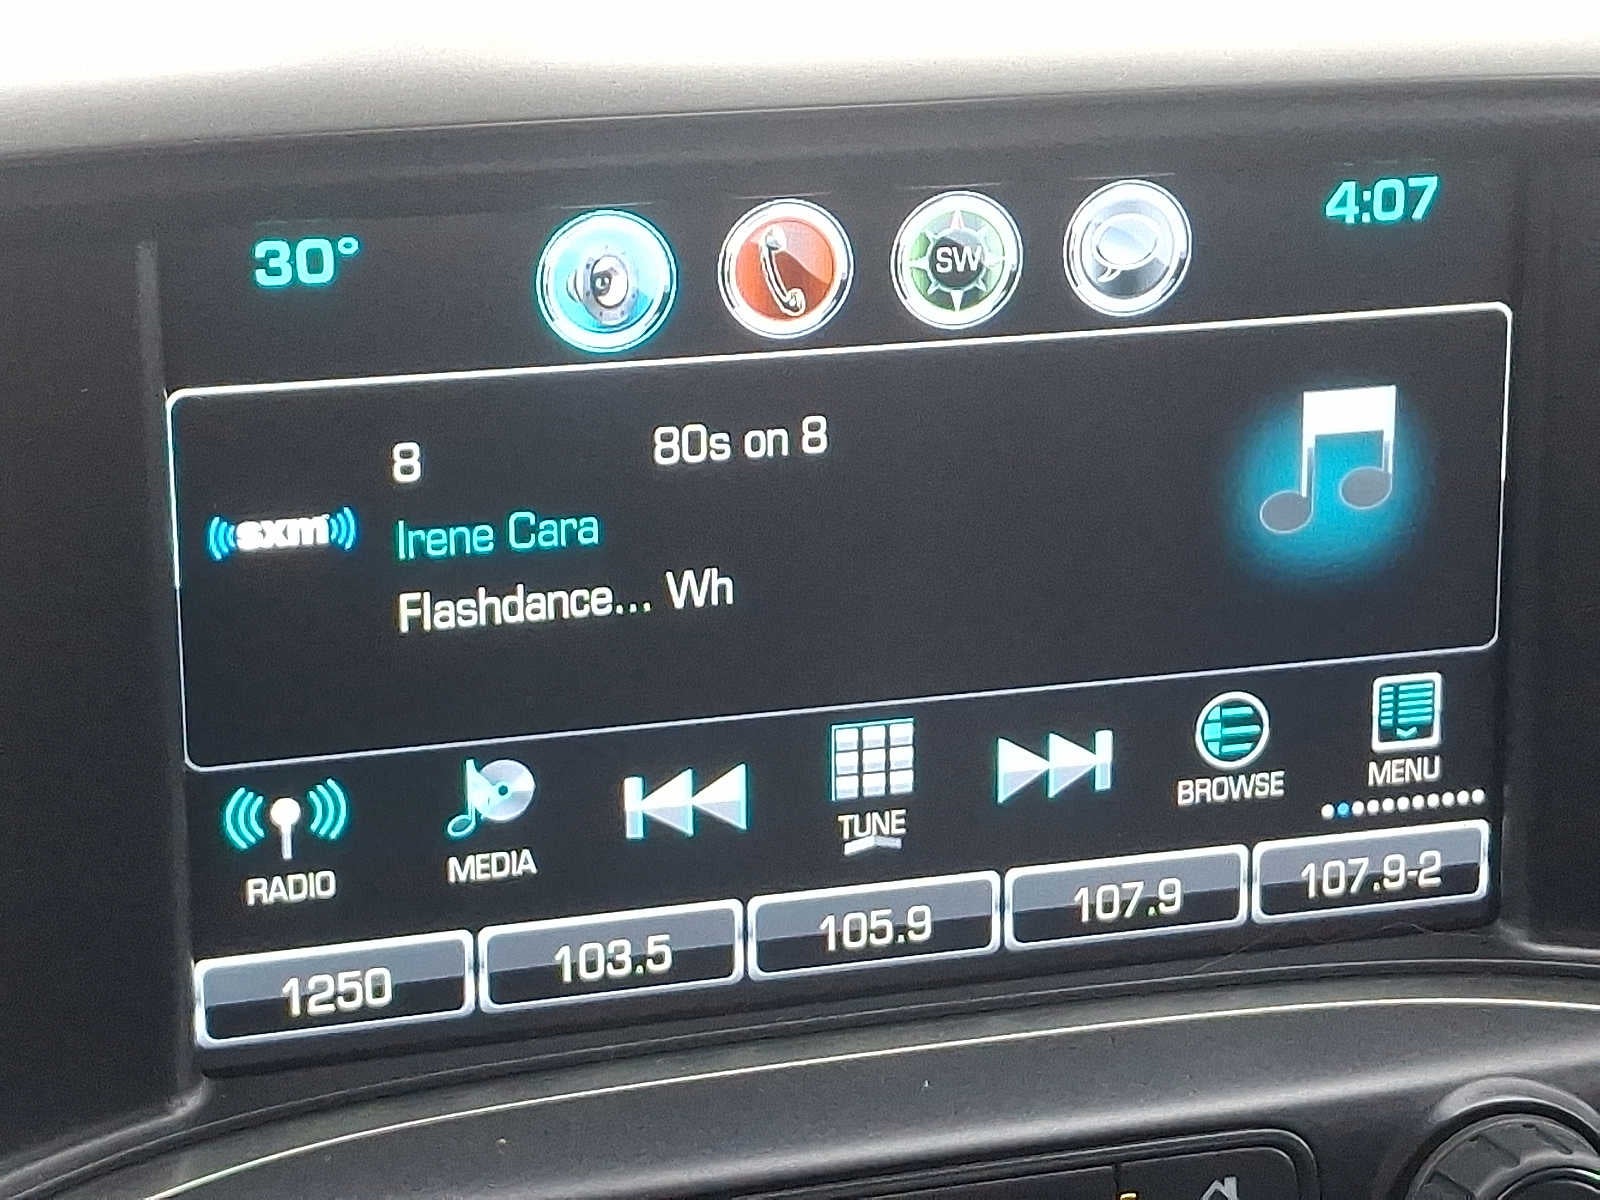 30°
SW
4:07
8
80s on 8
sxm
Irene Cara
Flashdance... Wh
RADIO
MEDIA
TUNE
BROWSE
MENU
1250
103.5
105.9
107.9
107.9-2